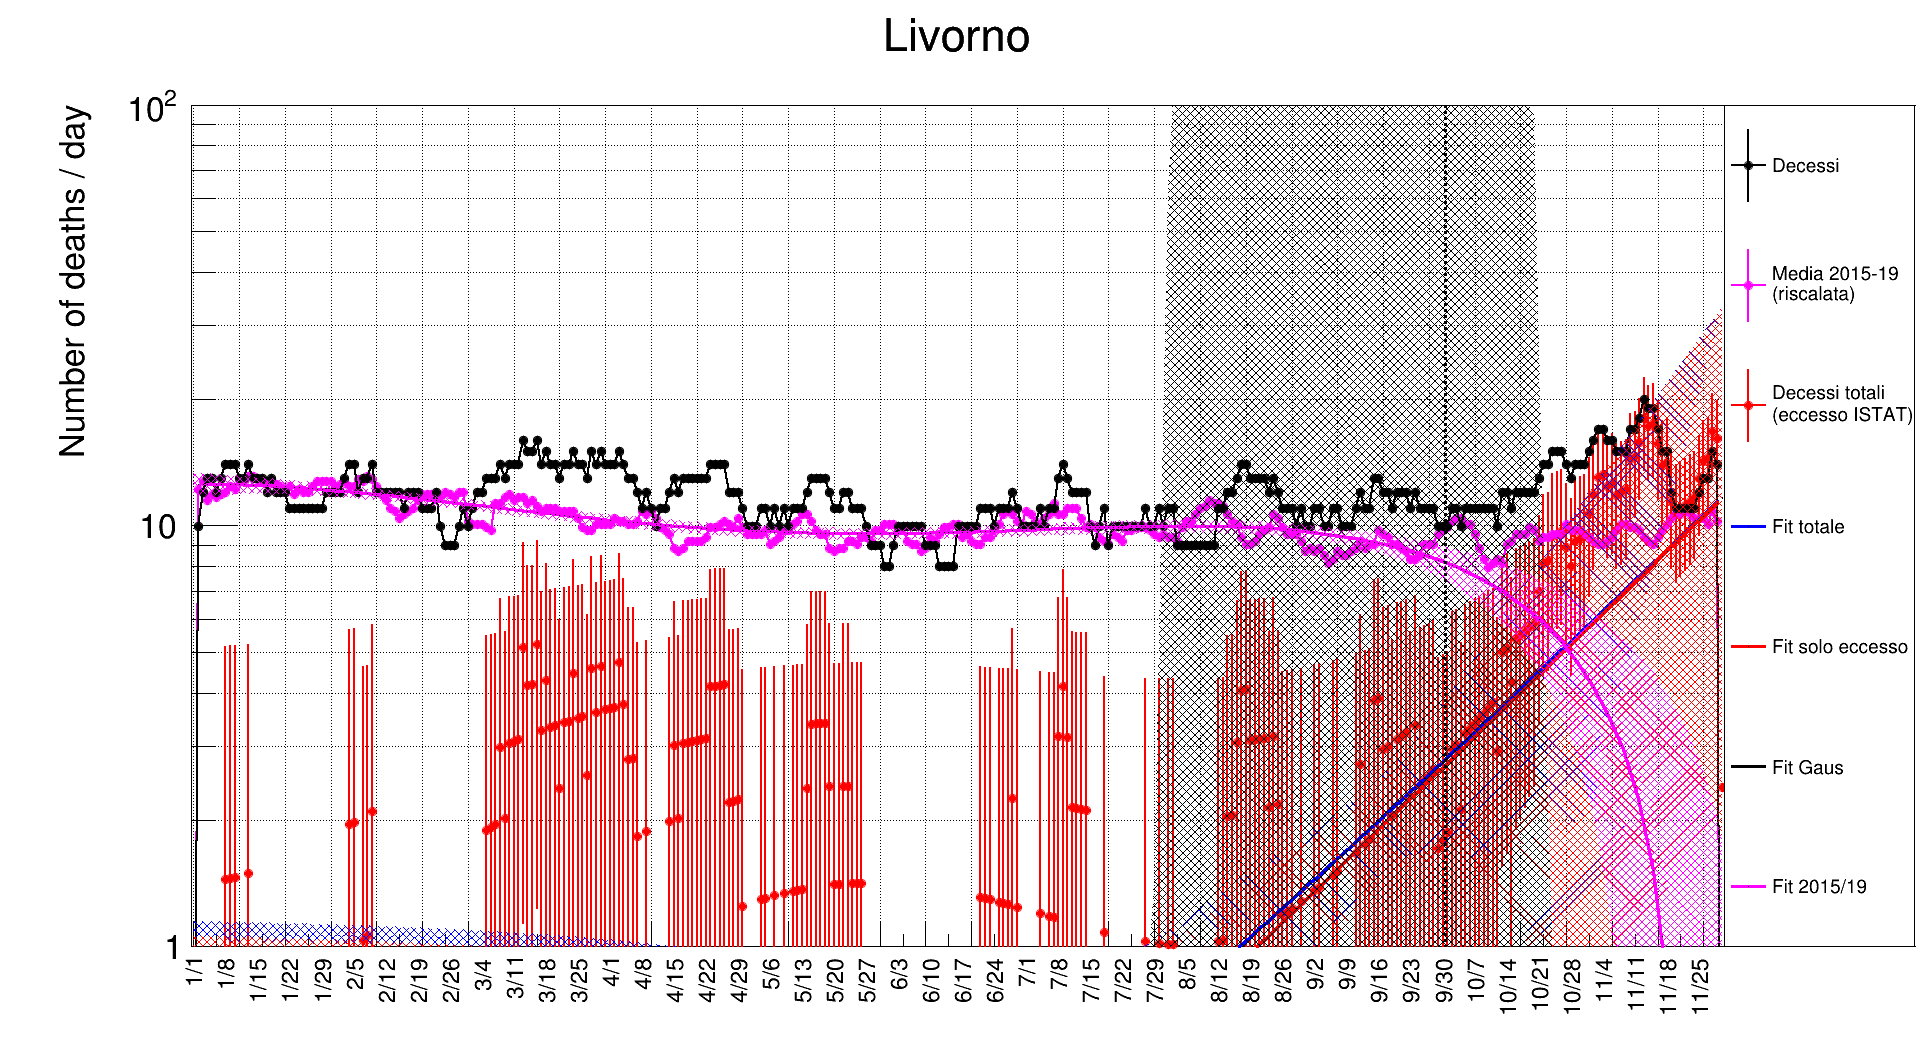 Livorno
Number of deaths / day
10²
10
1
1/1 1/8 1/15 1/22 1/29 2/5 2/12 2/19 2/26 3/4 3/11 3/18 3/25 4/1 4/8 4/15 4/22 4/29 5/6 5/13 5/20 5/27 6/3 6/10 6/17 6/24 7/1 7/8 7/15 7/22 7/29 8/5 8/12 8/19 8/26 9/2 9/9 9/16 9/23 9/30 10/7 10/14 10/21 10/28 11/4 11/11 11/18 11/25
Decessi
Media 2015-19
(riscalata)
Decessi totali
(eccesso ISTAT)
Fit totale
Fit solo eccesso
Fit Gaus
Fit 2015/19